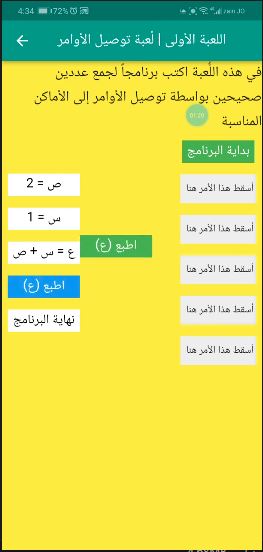 4:34 72% zain JO
اللعبة الأولى | لُعبة توصيل الأوامر
في هذه اللُعبة اكتب برنامجاً لجمع عددين
صحيحين بواسطة توصيل الأوامر إلى الأماكن
المناسبة
01:20
بداية البرنامج
أسقط هذا الأمر هنا
ص = 2
أسقط هذا الأمر هنا
س = 1
اطبع (ع)
ع = س + ص
أسقط هذا الأمر هنا
اطبع (ع)
أسقط هذا الأمر هنا
نهاية البرنامج
أسقط هذا الأمر هنا